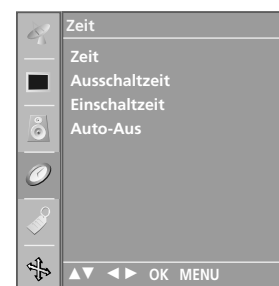 Zeit
Zeit
Ausschaltzeit
Einschaltzeit
Auto-Aus
▲▼ ◄► OK MENU